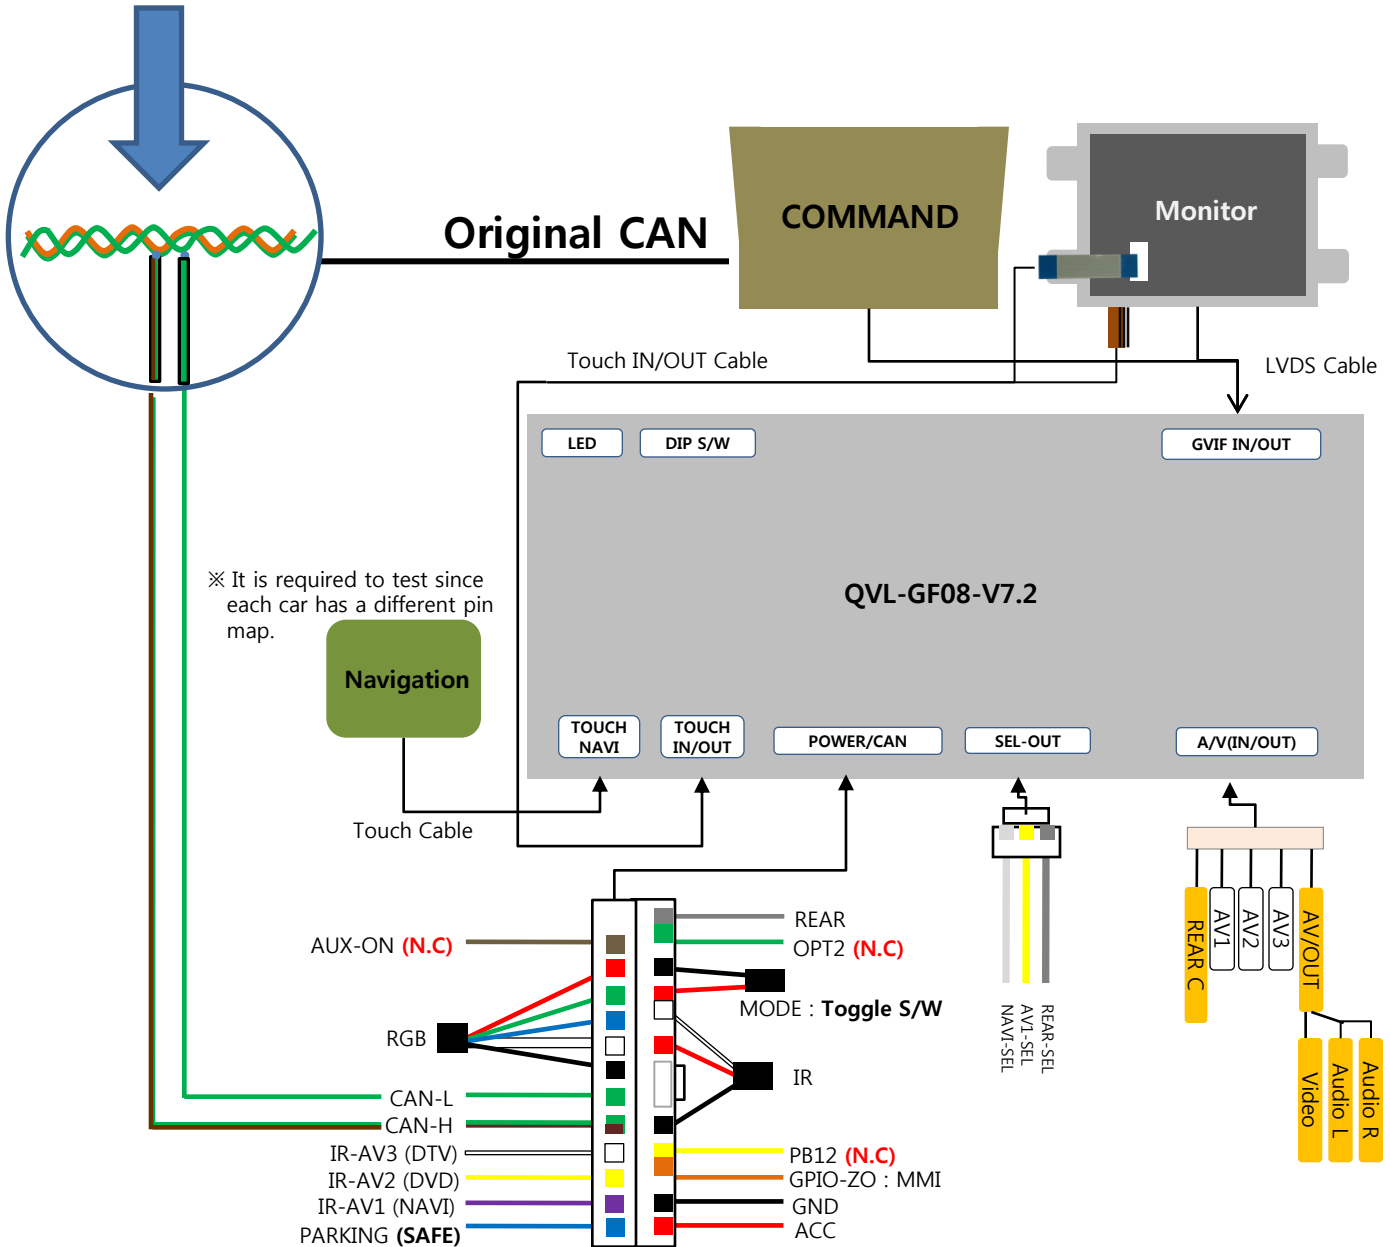 Original CAN
COMMAND
Monitor
Touch IN/OUT Cable
LVDS Cable
LED
DIP S/W
GVIF IN/OUT
※ It is required to test since
each car has a different pin
map.
QVL-GF08-V7.2
Navigation
TOUCH
NAVI
TOUCH
IN/OUT
POWER/CAN
SEL-OUT
A/V(IN/OUT)
Touch Cable
AUX-ON (N.C)
RGB
CAN-L
CAN-H
IR-AV3 (DTV)
IR-AV2 (DVD)
IR-AV1 (NAVI)
PARKING (SAFE)
REAR
OPT2 (N.C)
MODE : Toggle S/W
IR
PB12 (N.C)
GPIO-ZO : MMI
GND
ACC
REAR-SEL
AV1-SEL
NAVI-SEL
REAR C
AV1
AV2
AV3
AV/OUT
Video
Audio L
Audio R